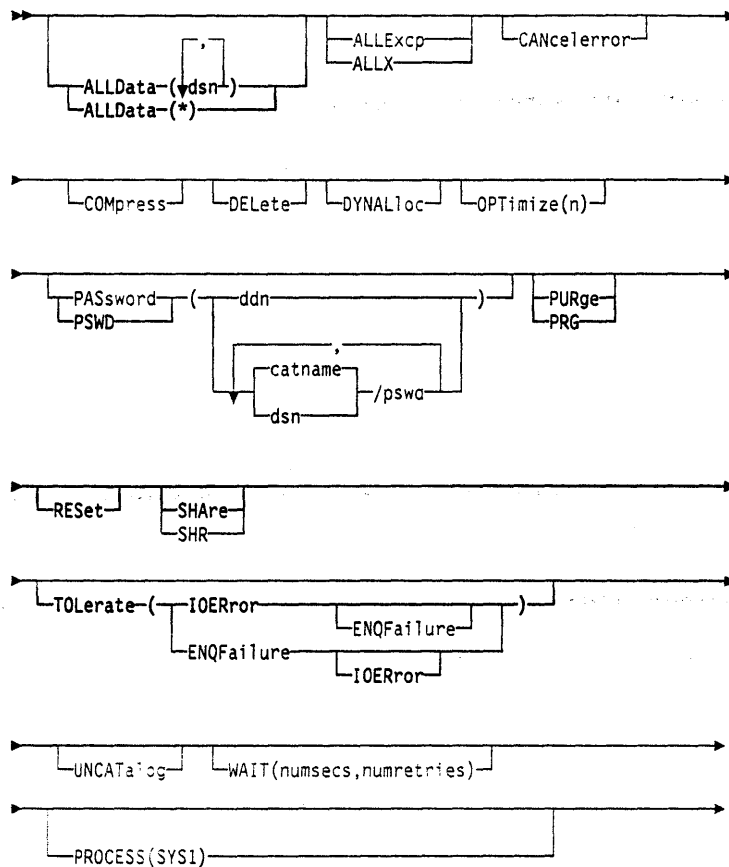 ,
ALLExcp CANcelerror
ALLData (dsn) ALLX
ALLData (*)
COMpress DELete DYNALloc OPTimize(n)
PASsword ( ddn ) PURge
PSWD PRG
,
catname /pswd
dsn
RESet SHAre
SHR
TOLerate ( IOERror )
ENQFailure
ENQFailure
IOERror
UNCATalog WAIT(numsecs,numretries)
PROCESS(SYS1)